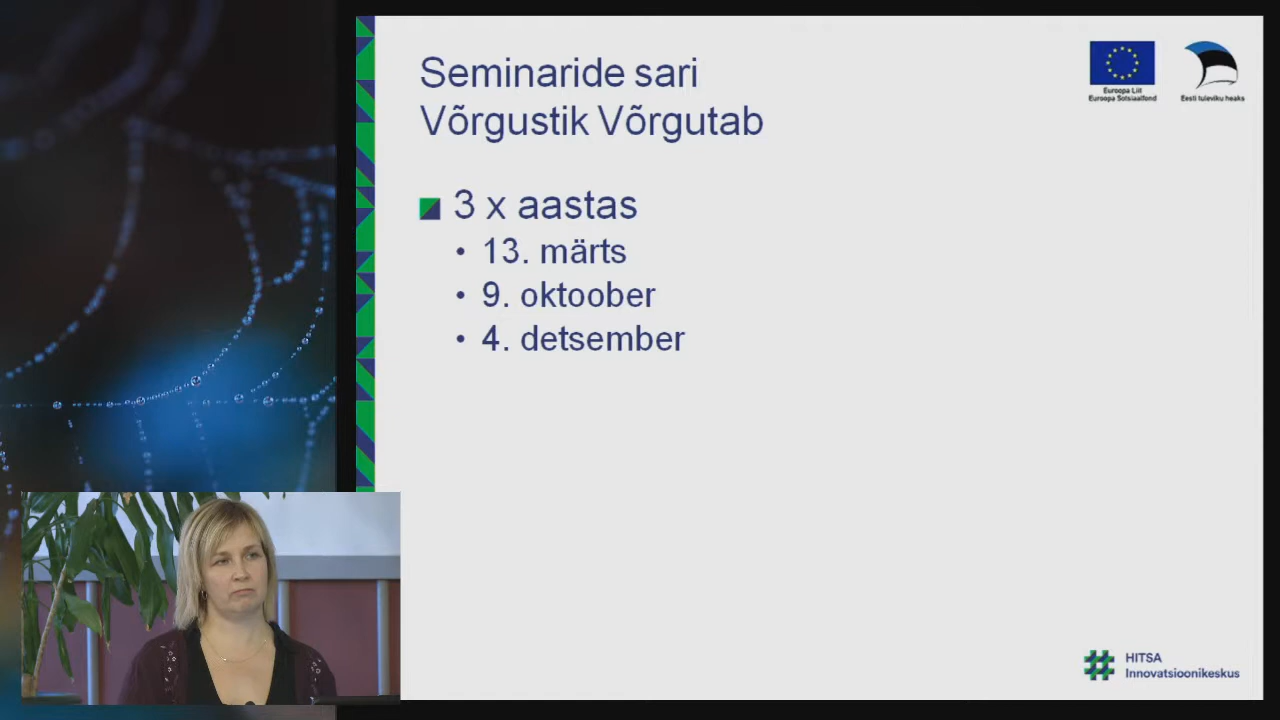 Seminaride sari
Võrgustik Võrgutab
Euroopa Liit
Euroopa Sotsiaalfond
Eesti tuleviku heaks
3 x aastas
• 13. märts
• 9. oktoober
• 4. detsember
HITSA
Innovatsioonikeskus